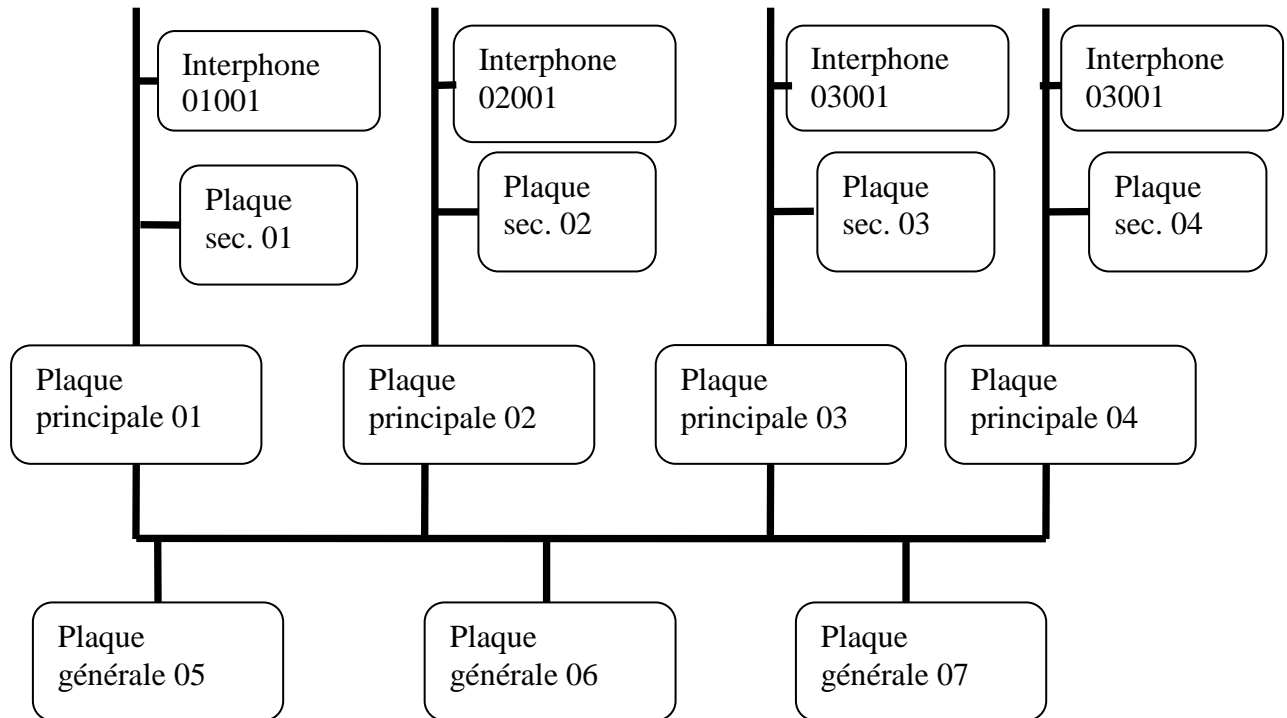 Interphone
01001
Interphone
02001
Interphone
03001
Interphone
03001
Plaque
sec. 01
Plaque
sec. 02
Plaque
sec. 03
Plaque
sec. 04
Plaque
principale 01
Plaque
principale 02
Plaque
principale 03
Plaque
principale 04
Plaque
générale 05
Plaque
générale 06
Plaque
générale 07